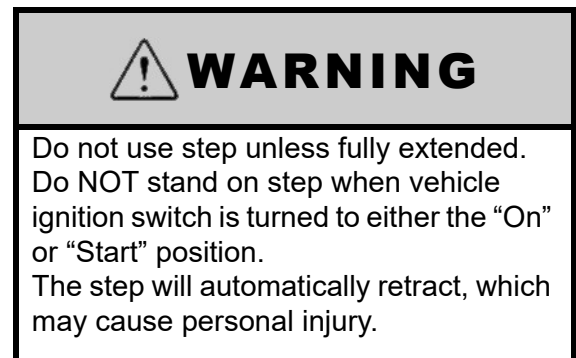 WARNING
Do not use step unless fully extended.
Do NOT stand on step when vehicle
ignition switch is turned to either the “On”
or “Start” position.
The step will automatically retract, which
may cause personal injury.